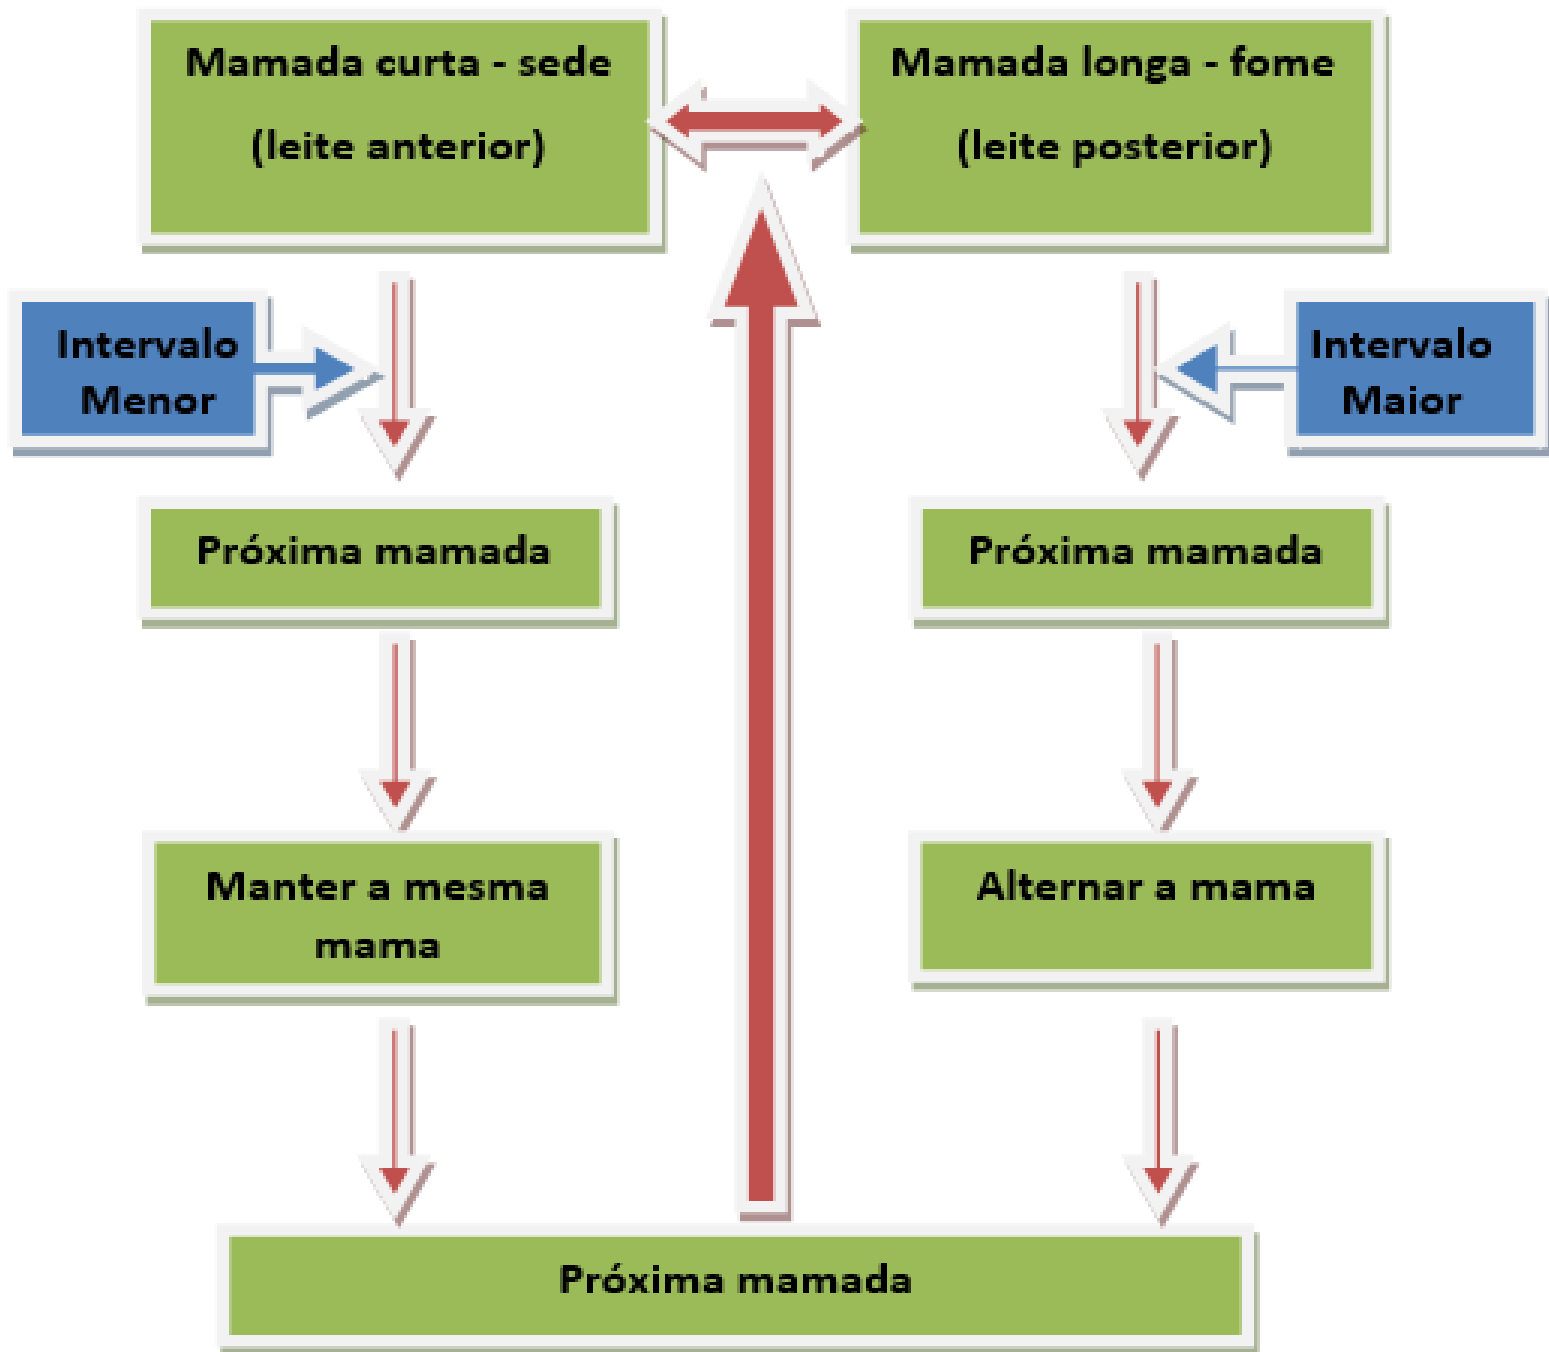 Mamada curta - sede
(leite anterior)
Mamada longa - fome
(leite posterior)
Intervalo
Menor
Intervalo
Maior
Próxima mamada
Próxima mamada
Manter a mesma
mama
Alternar a mama
Próxima mamada